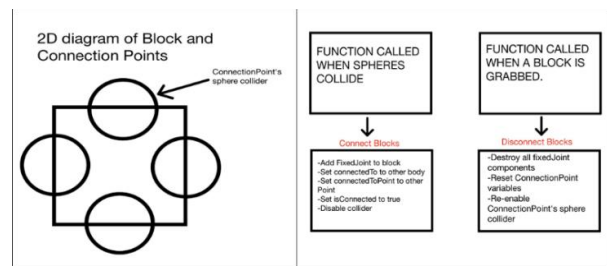 2D diagram of Block and
Connection Points
ConnectionPoint's
sphere collider
FUNCTION CALLED
WHEN SPHERES
COLLIDE
Connect Blocks
-Add FixedJoint to block
-Set connectedTo to other body
-Set connectedToPoint to other
Point
-Set isConnected to true
-Disable collider
FUNCTION CALLED
WHEN A BLOCK IS
GRABBED.
Disconnect Blocks
-Destroy all fixedJoint
components
-Reset ConnectionPoint
variables
-Re-enable
ConnectionPoint's sphere
collider